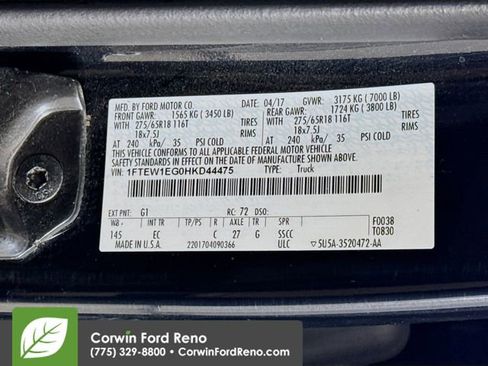 MFD. BY FORD MOTOR CO. DATE: 04/17 GVWR: 3175 KG ( 7000 LB)
FRONT GAWR: 1565 KG ( 3450 LB) REAR GAWR: 1724 KG ( 3800 LB)
WITH 275/65R18 116T TIRES WITH 275/65R18 116T TIRES
18x7.5J RIMS 18x7.5J RIMS
AT 240 kPa/ 35 PSI COLD AT 240 kPa/ 35 PSI COLD
THIS VEHICLE CONFORMS TO ALL APPLICABLE FEDERAL MOTOR VEHICLE
SAFETY STANDARDS IN EFFECT ON THE DATE OF MANUFACTURE SHOWN ABOVE.
VIN: 1FTEW1EG0HKD44475 TYPE: Truck
EXT PNT: G1 RC: 72 DSO: F0038
WB INT TR TP/PS R AXLE TR SPR T0830
145 EC C 27 G SSCC
MADE IN U.S.A. 2201704090366 ULC 5U5A-3520472-AA
Corwin Ford Reno
(775) 329-8800 • CorwinFordReno.com